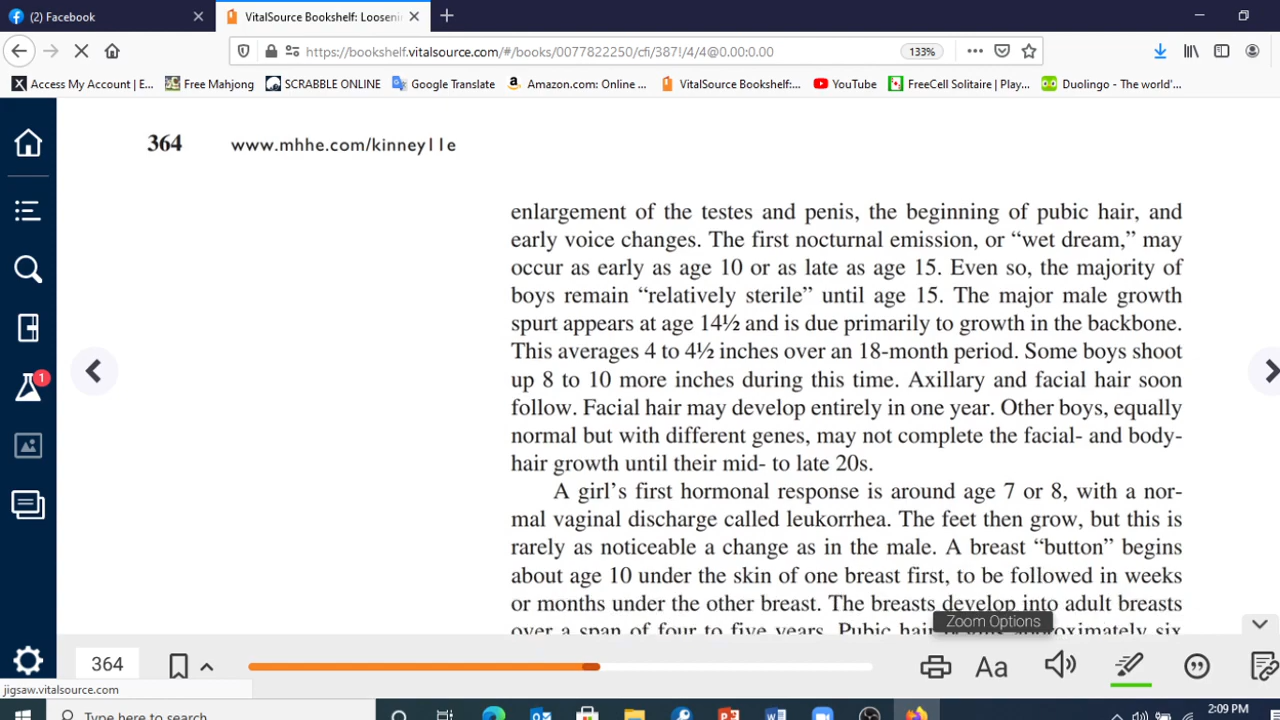 (2) Facebook
VitalSource Bookshelf: Loosenin
https://bookshelf.vitalsource.com/#/books/0077822250/cfi/387!/4/4@0.00:0.00
133%
Access My Account | E...
Free Mahjong
SCRABBLE ONLINE
Google Translate
Amazon.com: Online ...
VitalSource Bookshelf:...
YouTube
FreeCell Solitaire | Play...
Duolingo - The world'...
364 www.mhhe.com/kinney11e
enlargement of the testes and penis, the beginning of pubic hair, and
early voice changes. The first nocturnal emission, or “wet dream,” may
occur as early as age 10 or as late as age 15. Even so, the majority of
boys remain “relatively sterile” until age 15. The major male growth
spurt appears at age 14½ and is due primarily to growth in the backbone.
This averages 4 to 4½ inches over an 18-month period. Some boys shoot
up 8 to 10 more inches during this time. Axillary and facial hair soon
follow. Facial hair may develop entirely in one year. Other boys, equally
normal but with different genes, may not complete the facial- and body-
hair growth until their mid- to late 20s.
A girl’s first hormonal response is around age 7 or 8, with a nor-
mal vaginal discharge called leukorrhea. The feet then grow, but this is
rarely as noticeable a change as in the male. A breast “button” begins
about age 10 under the skin of one breast first, to be followed in weeks
or months under the other breast. The breasts develop into adult breasts
over a span of four to five years. Pubic hair approximately six
Zoom Options
1
364
Aa
jigsaw.vitalsource.com
Type here to search
2:09 PM